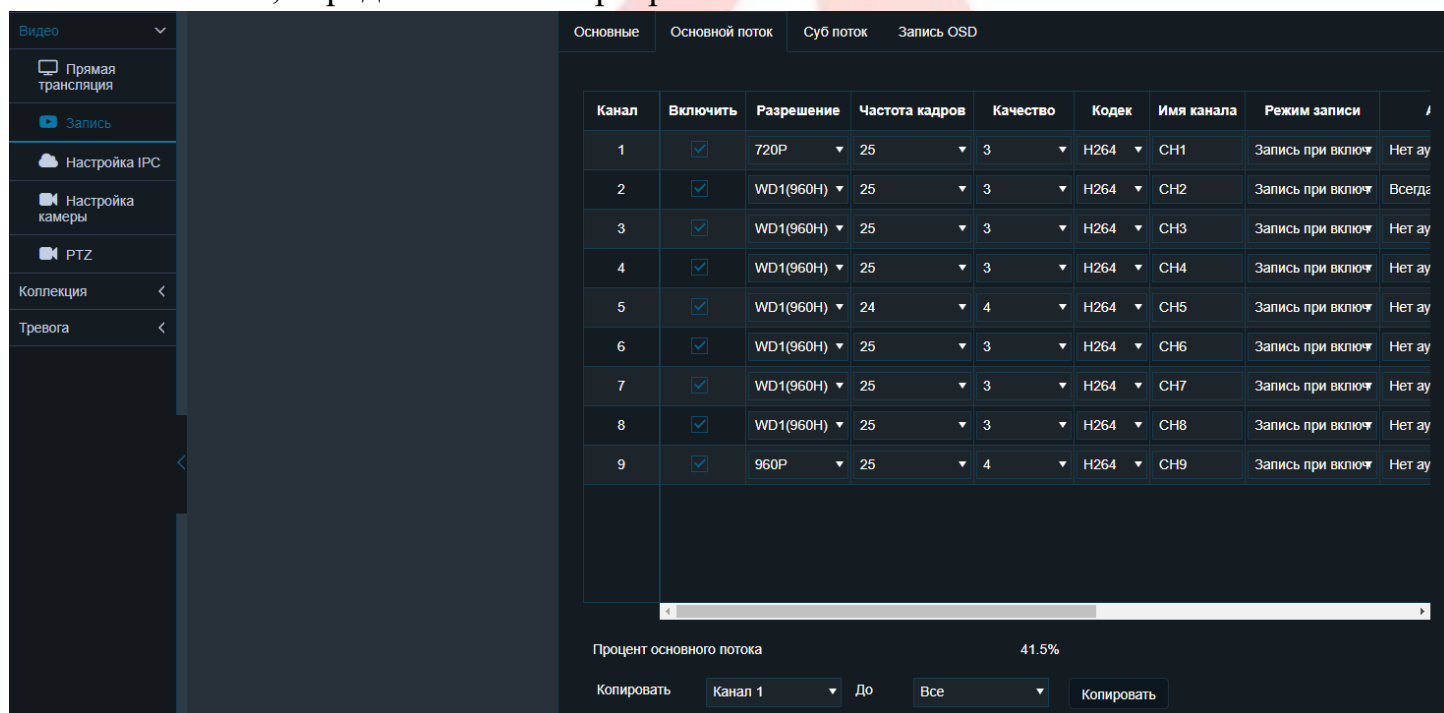 Видео
Прямая
трансляция
Запись
Настройка IPC
Настройка
камеры
PTZ
Коллекция
Тревога
Основные Основной поток Суб поток Запись OSD
Канал Включить Разрешение Частота кадров Качество Кодек Имя канала Режим записи
1 720P 25 3 H264 CH1 Запись при включ Нет ау
2 WD1(960H) 25 3 H264 CH2 Запись при включ Всегда
3 WD1(960H) 25 3 H264 CH3 Запись при включ Нет ау
4 WD1(960H) 25 3 H264 CH4 Запись при включ Нет ау
5 WD1(960H) 24 4 H264 CH5 Запись при включ Нет ау
6 WD1(960H) 25 3 H264 CH6 Запись при включ Нет ау
7 WD1(960H) 25 3 H264 CH7 Запись при включ Нет ау
8 WD1(960H) 25 3 H264 CH8 Запись при включ Нет ау
9 960P 25 4 H264 CH9 Запись при включ Нет ау
Процент основного потока 41.5%
Копировать Канал 1 До Все Копировать